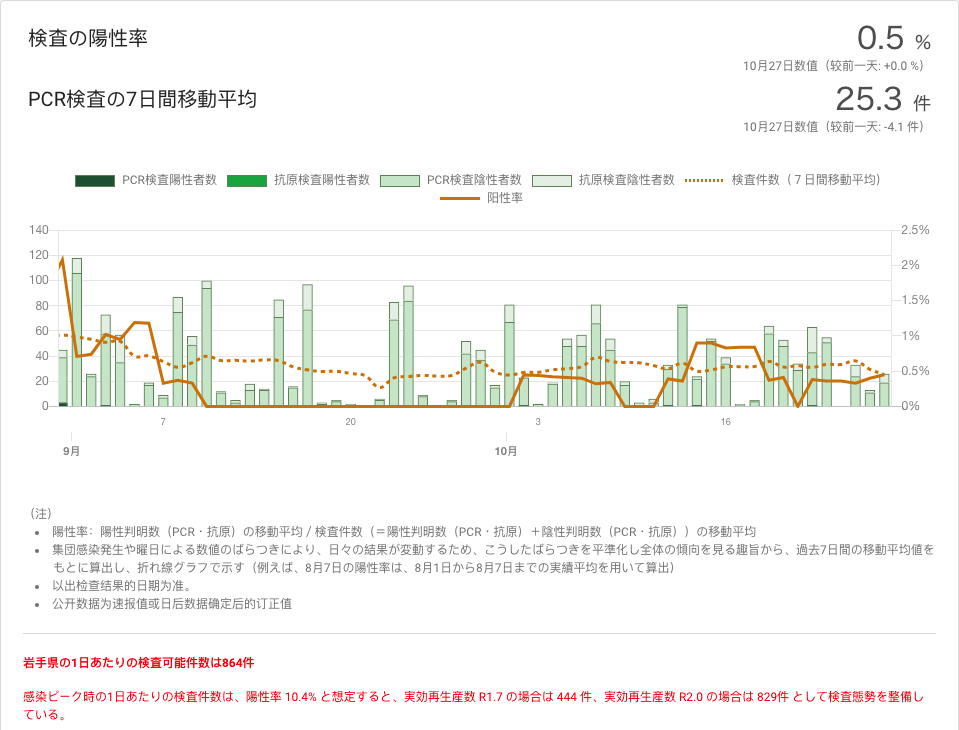 検査の陽性率
0.5 %
10月27日数值（较前一天: +0.0 %）
PCR検査の7日間移動平均
25.3 件
10月27日数值（较前一天: -4.1 件）
PCR検査陽性者数 抗原検査陽性者数 PCR検査陰性者数 抗原検査陰性者数 検査件数（７日間移動平均）
阳性率
140 2.5%
120 2%
100 1.5%
80
60 1%
40 0.5%
20
0 0%
7 20 3 16
9月 10月
（注）
陽性率：陽性判明数（PCR・抗原）の移動平均 / 検査件数（＝陽性判明数（PCR・抗原）＋陰性判明数（PCR・抗原））の移動平均
集団感染発生や曜日による数値のばらつきにより、日々の結果が変動するため、こうしたばらつきを平準化し全体の傾向を見る趣旨から、過去7日間の移動平均値を
もとに算出し、折れ線グラフで示す（例えば、8月7日の陽性率は、8月1日から8月7日までの実績平均を用いて算出）
以出检查结果的日期为准。
公开数据为速报值或日后数据确定后的订正值
岩手県の1日あたりの検査可能件数は864件
感染ピーク時の1日あたりの検査件数は、陽性率 10.4% と想定すると、実効再生産数 R1.7 の場合は 444 件、実効再生産数 R2.0 の場合は 829件 として検査態勢を整備し
ている。